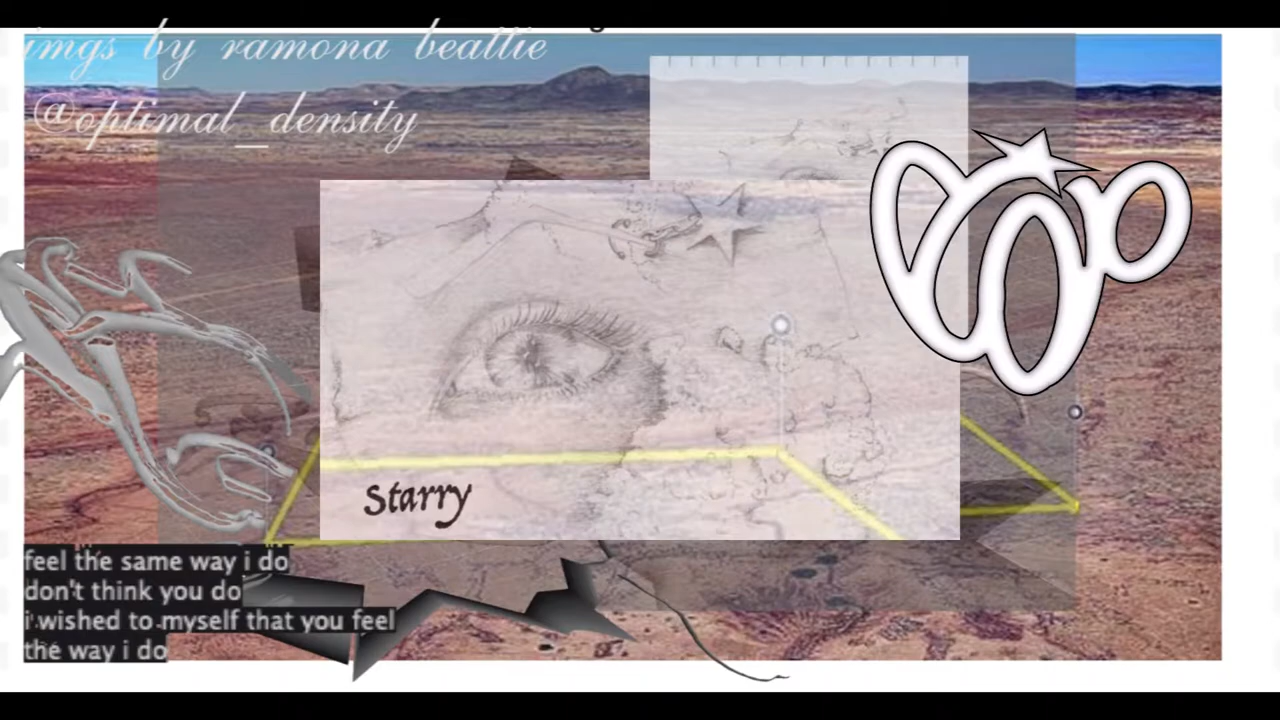 imgs by ramona beattie
@optimal_density
Starry
feel the same way i do
don't think you do
i wished to myself that you feel
the way i do